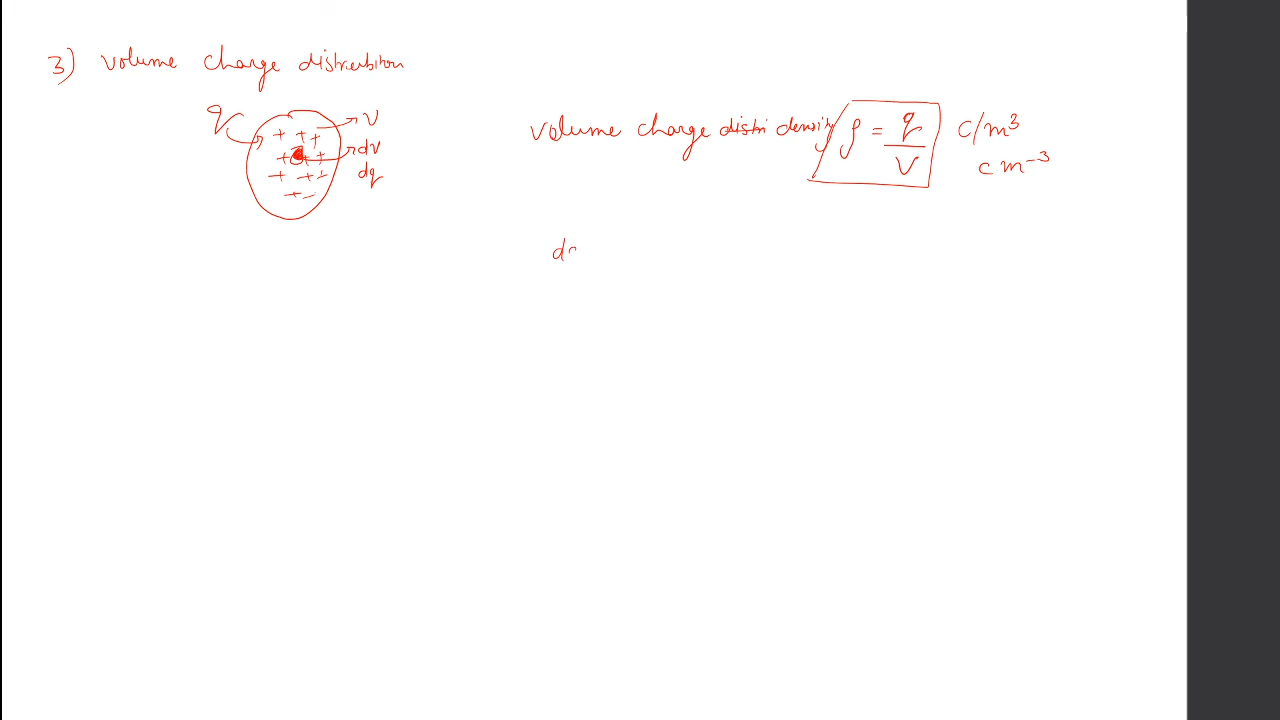 3) volume charge distribution
q
v
dv
dq
volume charge distri density ρ = q/V C/m³
C m⁻³